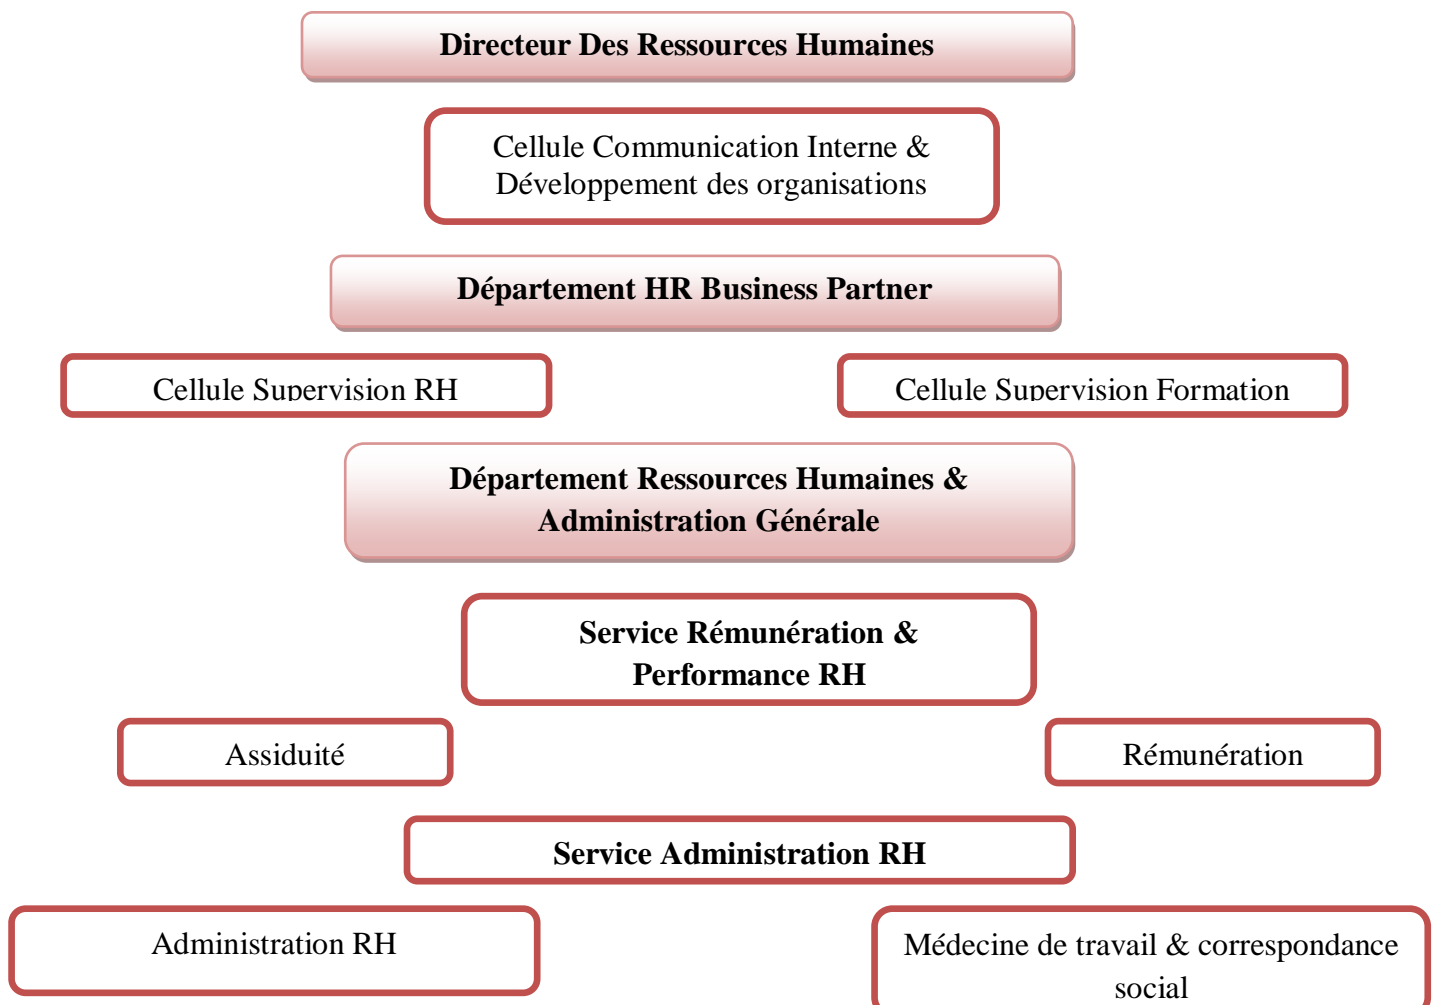 Directeur Des Ressources Humaines
Cellule Communication Interne &
Développement des organisations
Département HR Business Partner
Cellule Supervision RH
Cellule Supervision Formation
Département Ressources Humaines &
Administration Générale
Service Rémunération &
Performance RH
Assiduité
Rémunération
Service Administration RH
Administration RH
Médecine de travail & correspondance
social